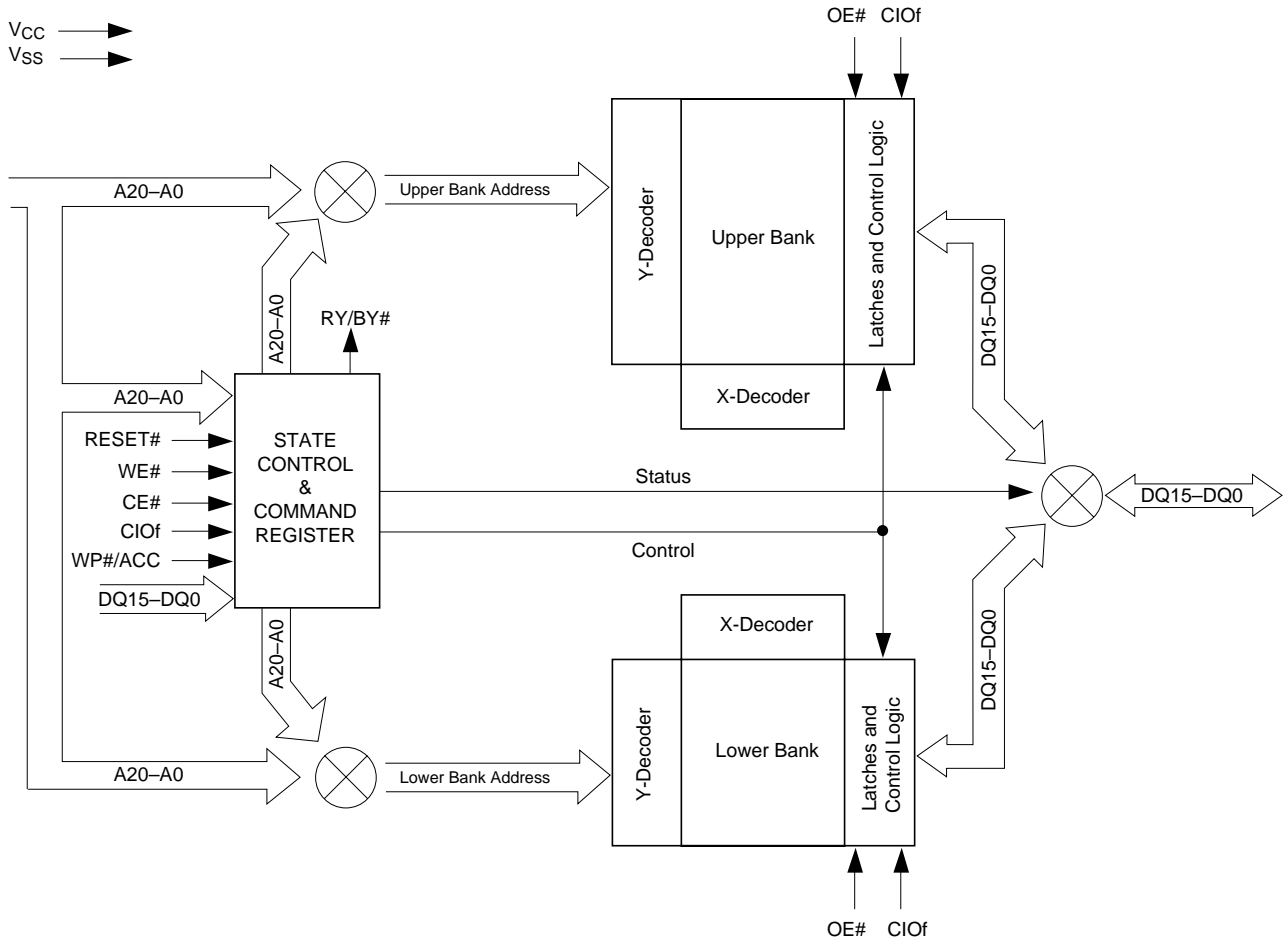 VCC
VSS
OE# CIOf
A20–A0
Upper Bank Address
Y-Decoder
Upper Bank
Latches and Control Logic
X-Decoder
DQ15–DQ0
A20–A0
RY/BY#
A20–A0
RESET#
WE#
CE#
CIOf
WP#/ACC
DQ15–DQ0
STATE
CONTROL
&
COMMAND
REGISTER
Status
Control
DQ15–DQ0
A20–A0
X-Decoder
DQ15–DQ0
A20–A0
Lower Bank Address
Y-Decoder
Lower Bank
Latches and
Control Logic
OE# CIOf